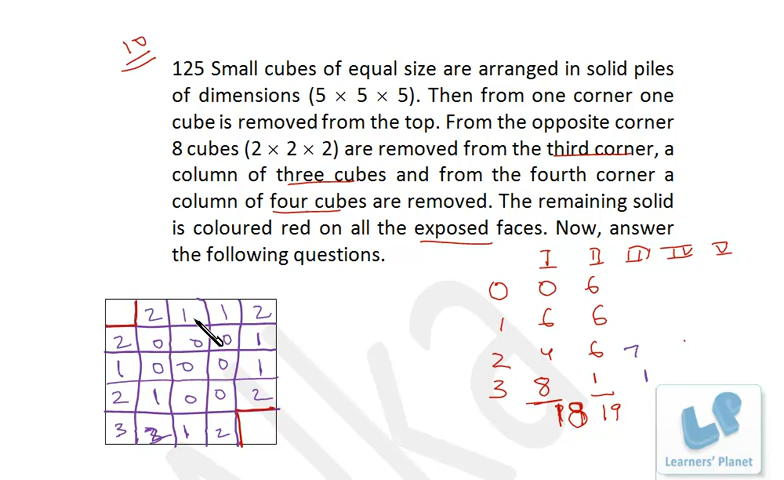 10
125 Small cubes of equal size are arranged in solid piles
of dimensions (5 × 5 × 5). Then from one corner one
cube is removed from the top. From the opposite corner
8 cubes (2 × 2 × 2) are removed from the third corner, a
column of three cubes and from the fourth corner a
column of four cubes are removed. The remaining solid
is coloured red on all the exposed faces. Now, answer
the following questions.
I II III IV V
0 0 6
1 6 6
2 4 6 7
3 8 1 1
18 19
2 1 1 2
2 0 0 0 1
1 0 0 0 1
2 1 0 0 2
3 1 2
LP
Learners' Planet